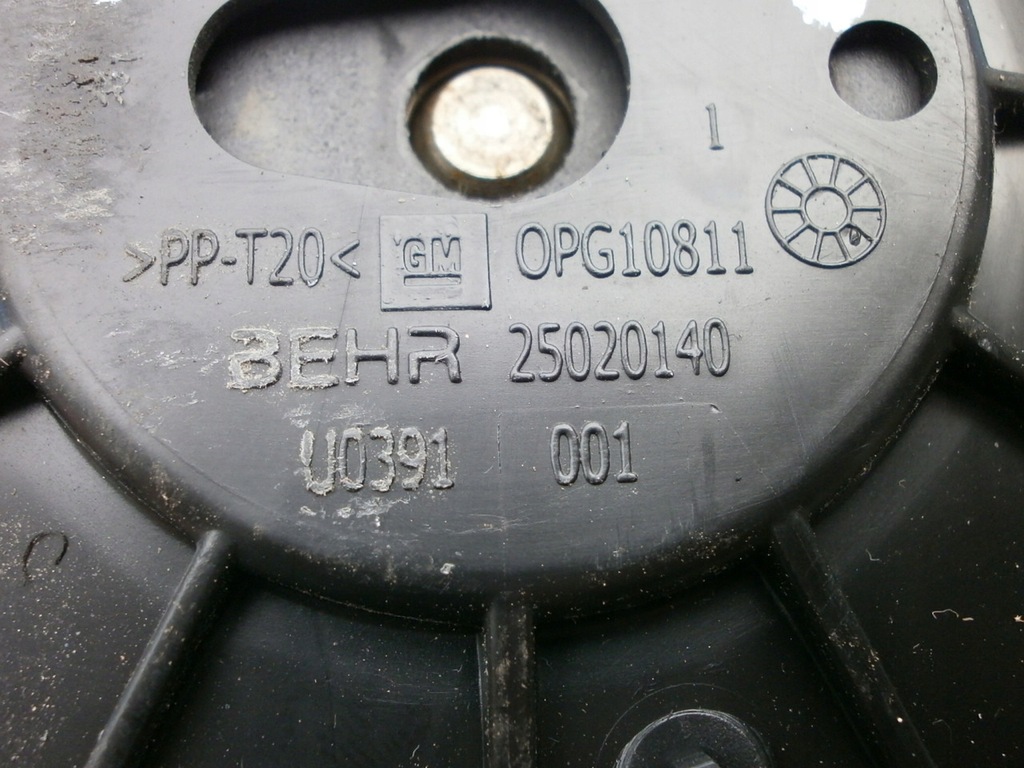 1
>PP-T20< GM OPG10811
BEHR 25020140
U0391 001